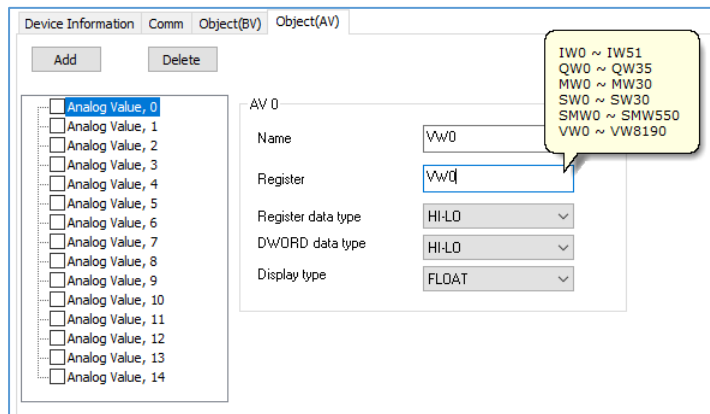 Device Information Comm Object(BV) Object(AV)
Add Delete
IW0 ~ IW51
QW0 ~ QW35
MW0 ~ MW30
SW0 ~ SW30
SMW0 ~ SMW550
VW0 ~ VW8190
Analog Value, 0
Analog Value, 1
Analog Value, 2
Analog Value, 3
Analog Value, 4
Analog Value, 5
Analog Value, 6
Analog Value, 7
Analog Value, 8
Analog Value, 9
Analog Value, 10
Analog Value, 11
Analog Value, 12
Analog Value, 13
Analog Value, 14
AV 0
Name VW0
Register VW0
Register data type HI-LO
DWORD data type HI-LO
Display type FLOAT